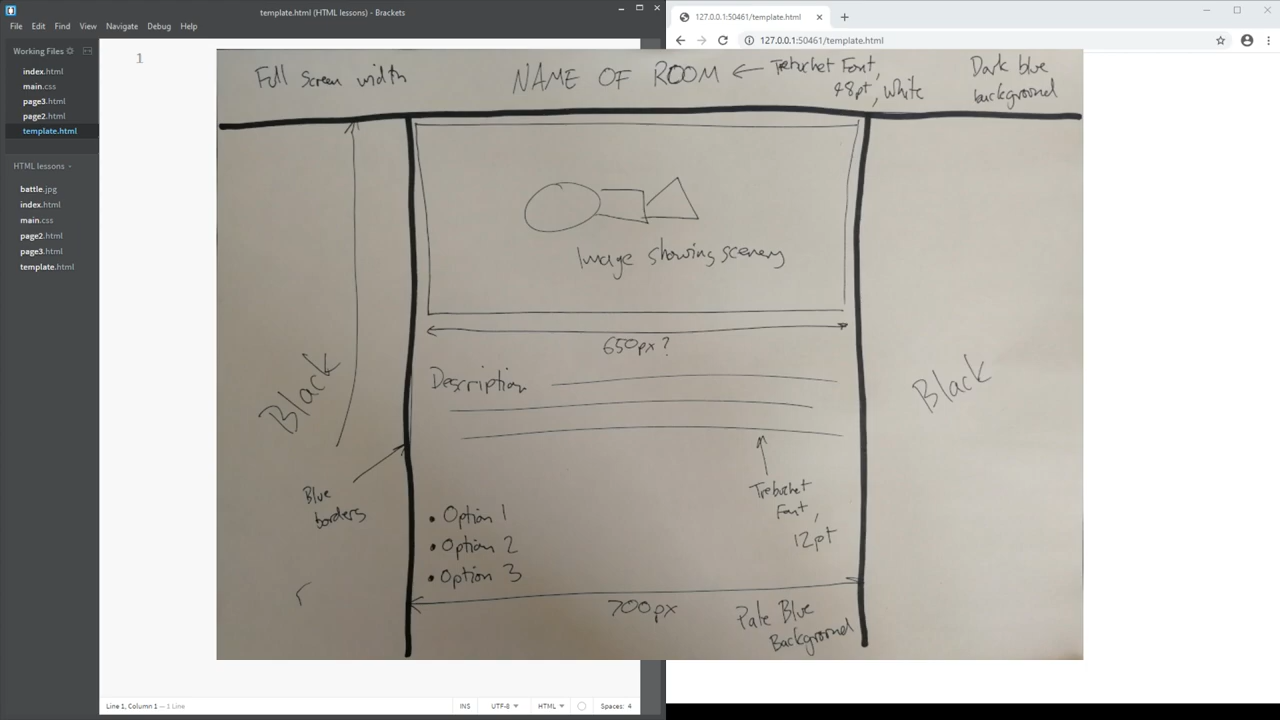 template.html (HTML lessons) - Brackets
File Edit Find View Navigate Debug Help
Working Files
index.html
main.css
page3.html
page2.html
template.html
HTML lessons
battle.jpg
index.html
main.css
page2.html
page3.html
template.html
1
Line 1, Column 1 — 1 Line
INS UTF-8 HTML Spaces: 4
127.0.0.1:50461/template.html
127.0.0.1:50461/template.html
Full screen width
NAME OF ROOM
Trebuchet Font,
48pt, white
Dark blue
background
Image showing scenery
650px?
Description
Black
Black
Blue
borders
Trebuchet
Font,
12pt
• Option 1
• Option 2
• Option 3
700px
Pale Blue
Background